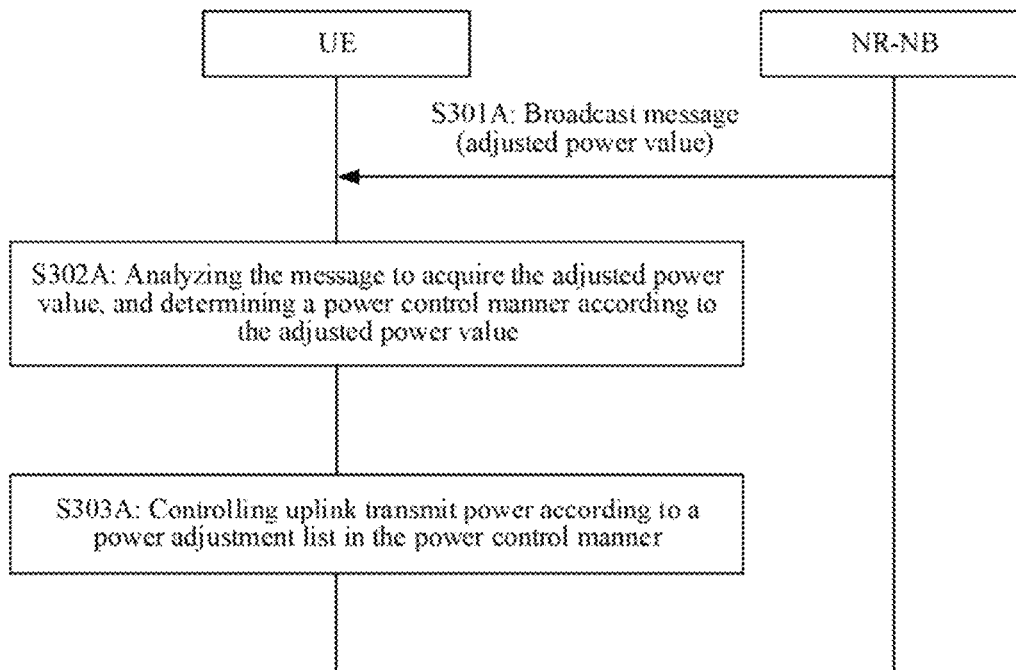 UE
NR-NB
S301A: Broadcast message
(adjusted power value)
S302A: Analyzing the message to acquire the adjusted power
value, and determining a power control manner according to
the adjusted power value
S303A: Controlling uplink transmit power according to a
power adjustment list in the power control manner